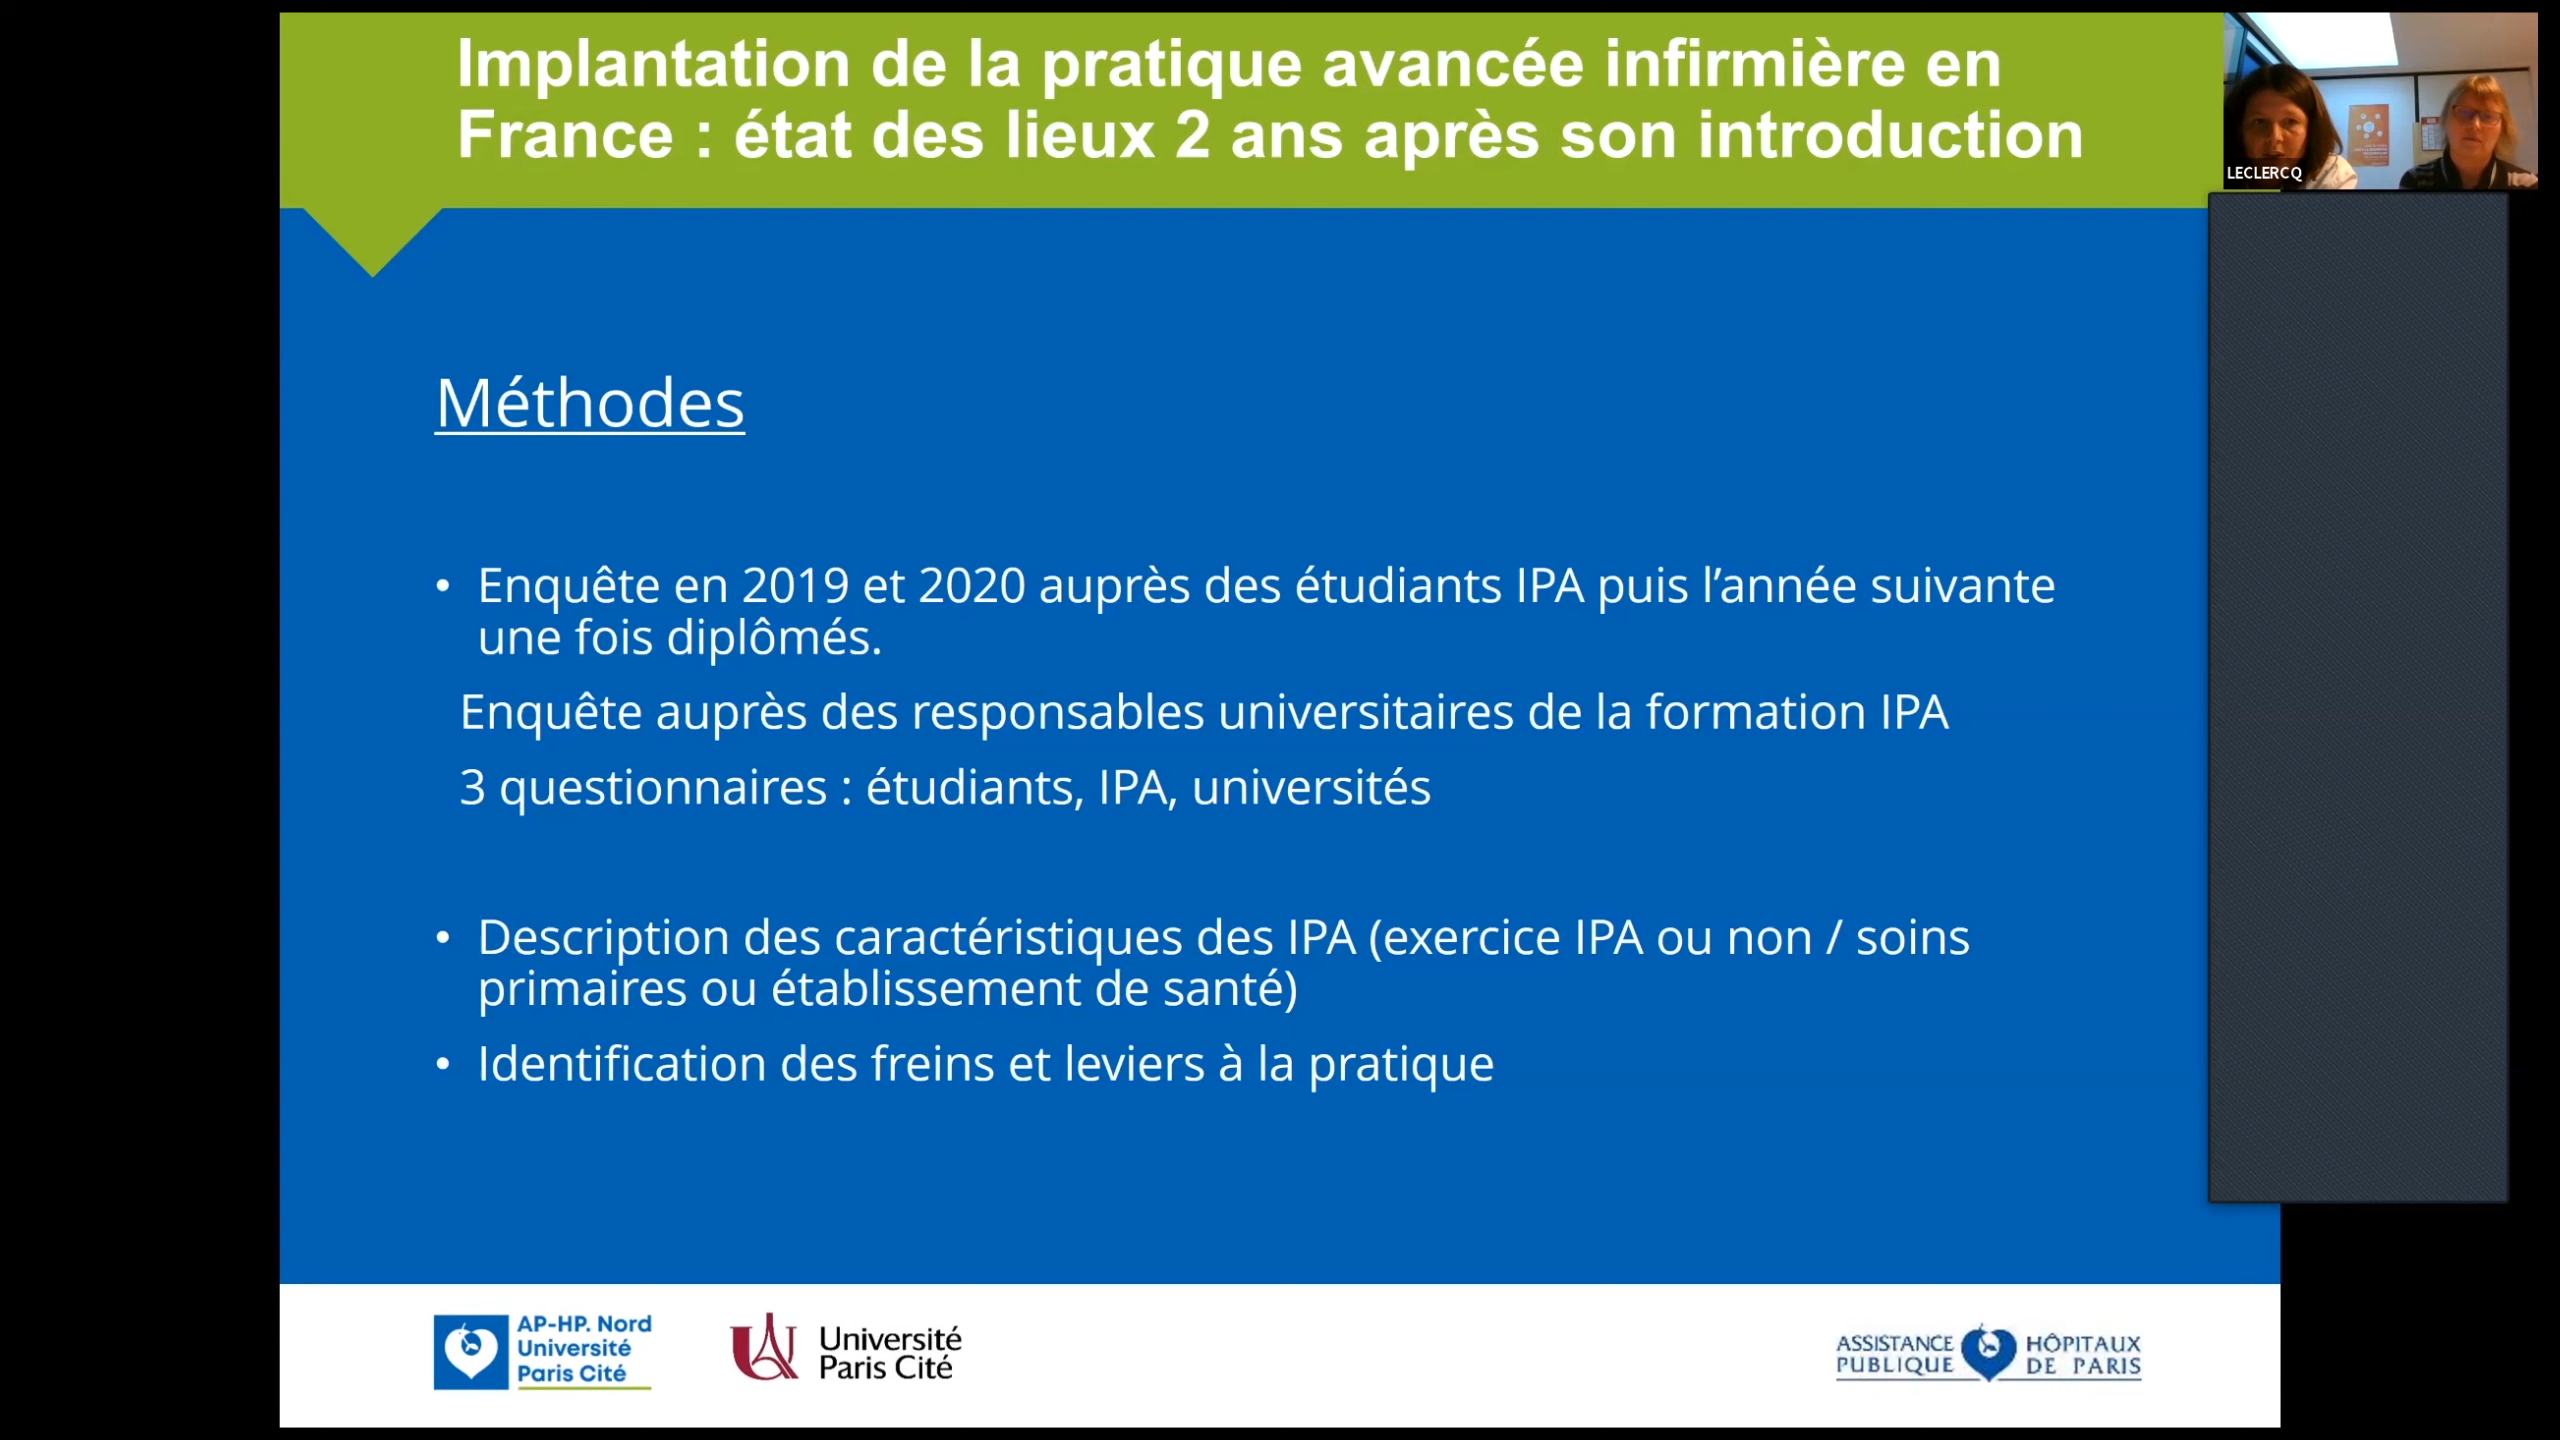 Implantation de la pratique avancée infirmière en
France : état des lieux 2 ans après son introduction
LECLERCQ
Méthodes
• Enquête en 2019 et 2020 auprès des étudiants IPA puis l’année suivante
une fois diplômés.
Enquête auprès des responsables universitaires de la formation IPA
3 questionnaires : étudiants, IPA, universités
• Description des caractéristiques des IPA (exercice IPA ou non / soins
primaires ou établissement de santé)
• Identification des freins et leviers à la pratique
AP-HP. Nord
Université
Paris Cité
Université
Paris Cité
ASSISTANCE HÔPITAUX
PUBLIQUE DE PARIS